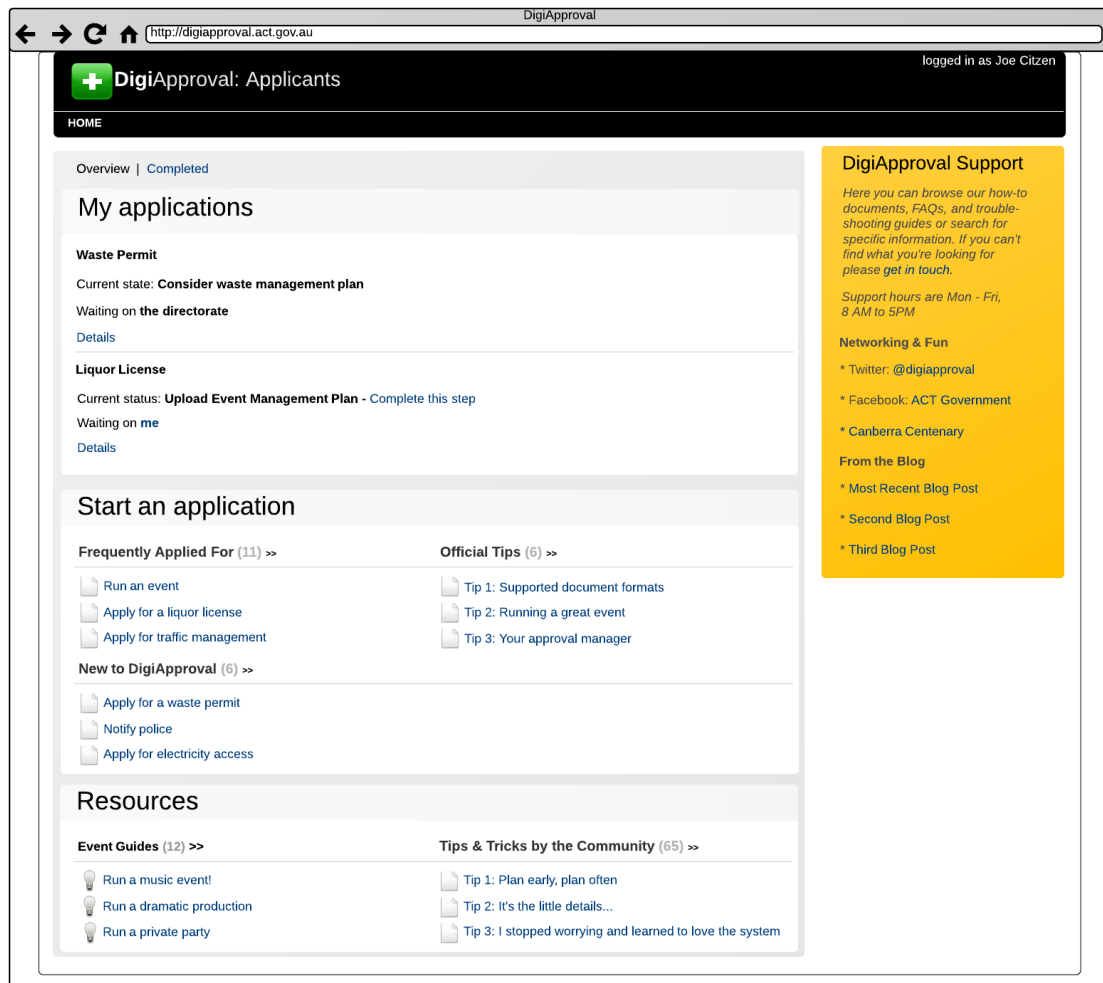 DigiApproval
http://digiapproval.act.gov.au
logged in as Joe Citzen
DigiApproval: Applicants
HOME
Overview | Completed
My applications
Waste Permit
Current state: Consider waste management plan
Waiting on the directorate
Details
Liquor License
Current status: Upload Event Management Plan - Complete this step
Waiting on me
Details
Start an application
Frequently Applied For (11) >>
Run an event
Apply for a liquor license
Apply for traffic management
Official Tips (6) >>
Tip 1: Supported document formats
Tip 2: Running a great event
Tip 3: Your approval manager
New to DigiApproval (6) >>
Apply for a waste permit
Notify police
Apply for electricity access
Resources
Event Guides (12) >>
Run a music event!
Run a dramatic production
Run a private party
Tips & Tricks by the Community (65) >>
Tip 1: Plan early, plan often
Tip 2: It's the little details...
Tip 3: I stopped worrying and learned to love the system
DigiApproval Support
Here you can browse our how-to
documents, FAQs, and trouble-
shooting guides or search for
specific information. If you can't
find what you're looking for
please get in touch.
Support hours are Mon - Fri,
8 AM to 5PM
Networking & Fun
* Twitter: @digiapproval
* Facebook: ACT Government
* Canberra Centenary
From the Blog
* Most Recent Blog Post
* Second Blog Post
* Third Blog Post